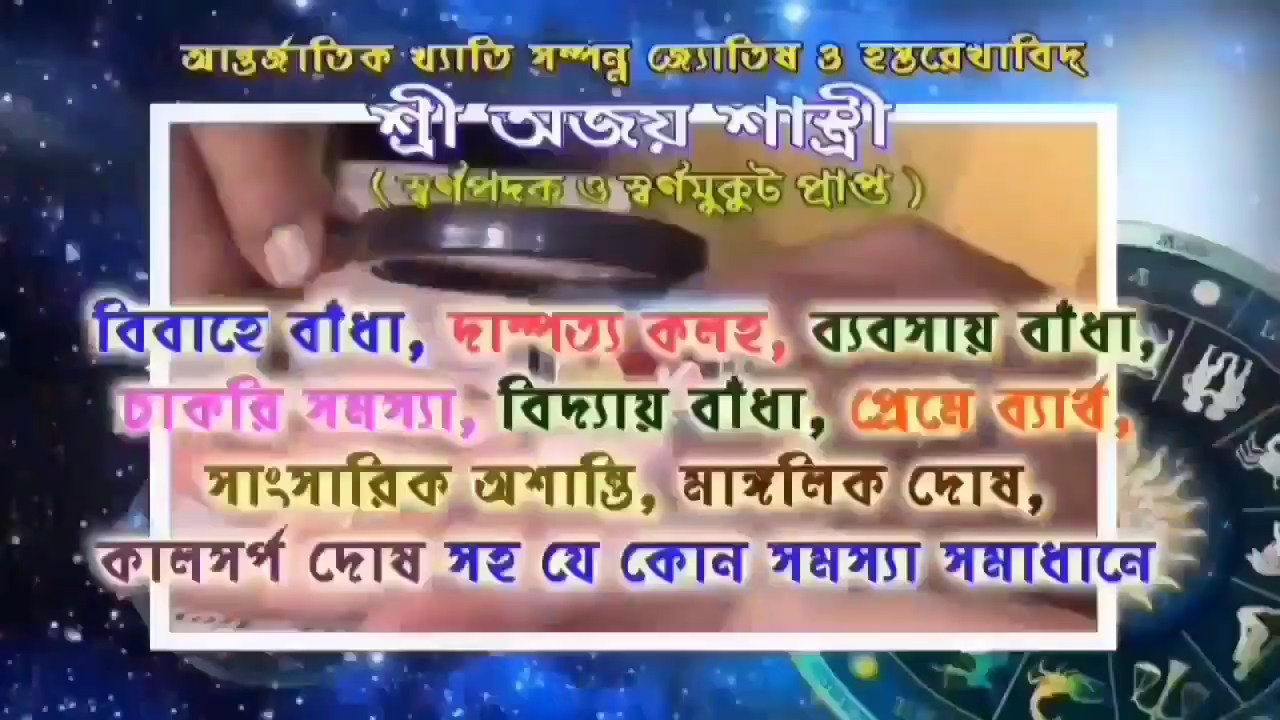 আন্তর্জাতিক খ্যাতি সম্পন্ন জ্যোতিষ ও হস্তরেখাবিদ্
শ্রী অজয় শাস্ত্রী
( স্বর্ণপদক ও স্বর্ণমুকুট প্রাপ্ত )
বিবাহে বাঁধা, দাম্পত্য কলহ, ব্যবসায় বাঁধা,
চাকরি সমস্যা, বিদ্যায় বাঁধা, প্রেমে ব্যার্থ,
সাংসারিক অশান্তি, মাঙ্গলিক দোষ,
কালসর্প দোষ সহ যে কোন সমস্যা সমাধানে